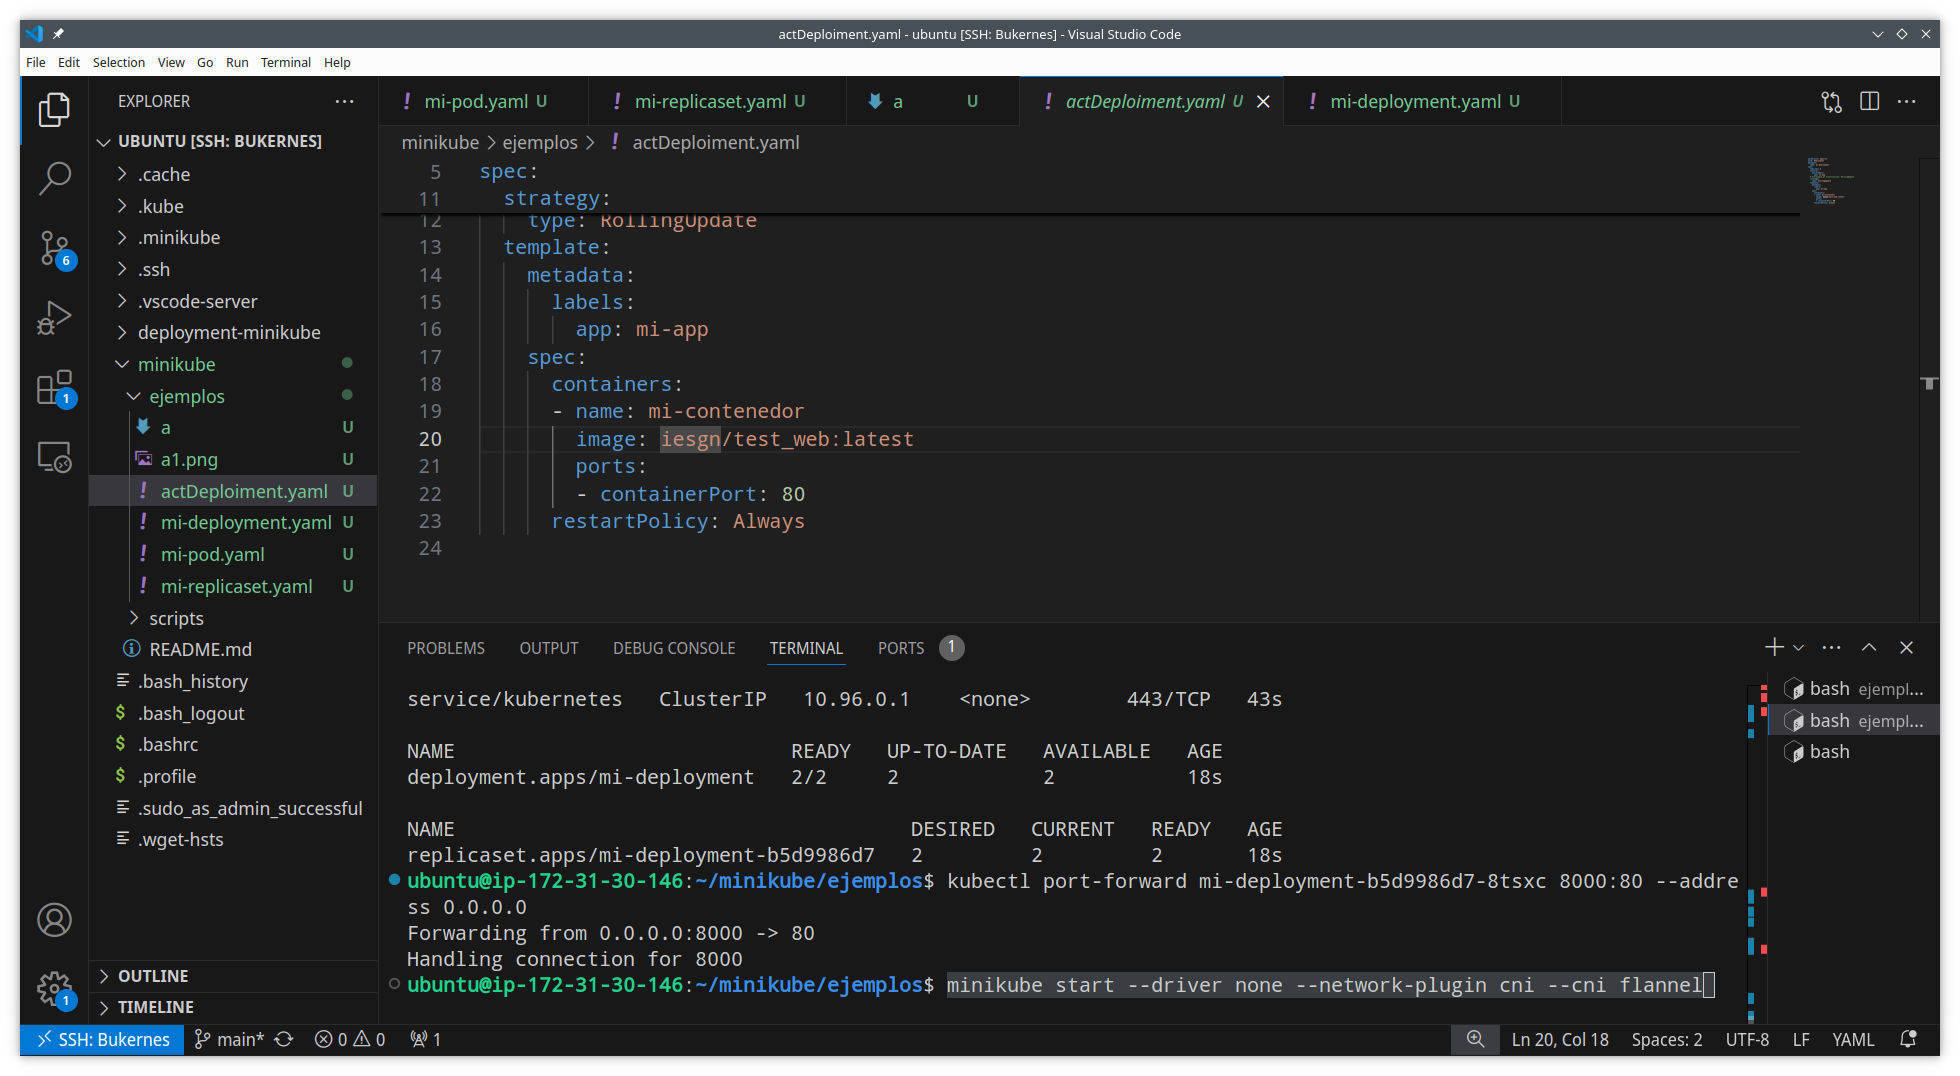 actDeploiment.yaml - ubuntu [SSH: Bukernes] - Visual Studio Code
File Edit Selection View Go Run Terminal Help
EXPLORER
UBUNTU [SSH: BUKERNES]
.cache
.kube
.minikube
.ssh
.vscode-server
deployment-minikube
minikube
ejemplos
a U
a1.png U
actDeploiment.yaml U
mi-deployment.yaml U
mi-pod.yaml U
mi-replicaset.yaml U
scripts
README.md
.bash_history
.bash_logout
.bashrc
.profile
.sudo_as_admin_successful
.wget-hsts
OUTLINE
TIMELINE
6
1
1
mi-pod.yaml U mi-replicaset.yaml U a U actDeploiment.yaml U mi-deployment.yaml U
minikube > ejemplos > ! actDeploiment.yaml
5 spec:
11 strategy:
12 type: RollingUpdate
13 template:
14 metadata:
15 labels:
16 app: mi-app
17 spec:
18 containers:
19 - name: mi-contenedor
20 image: iesgn/test_web:latest
21 ports:
22 - containerPort: 80
23 restartPolicy: Always
24
PROBLEMS OUTPUT DEBUG CONSOLE TERMINAL PORTS 1
service/kubernetes ClusterIP 10.96.0.1 <none> 443/TCP 43s
NAME READY UP-TO-DATE AVAILABLE AGE
deployment.apps/mi-deployment 2/2 2 2 18s
NAME DESIRED CURRENT READY AGE
replicaset.apps/mi-deployment-b5d9986d7 2 2 2 18s
ubuntu@ip-172-31-30-146:~/minikube/ejemplos$ kubectl port-forward mi-deployment-b5d9986d7-8tsxc 8000:80 --addre
ss 0.0.0.0
Forwarding from 0.0.0.0:8000 -> 80
Handling connection for 8000
ubuntu@ip-172-31-30-146:~/minikube/ejemplos$ minikube start --driver none --network-plugin cni --cni flannel
bash ejempl...
bash ejempl...
bash
SSH: Bukernes main* 0 0 1 Ln 20, Col 18 Spaces: 2 UTF-8 LF YAML